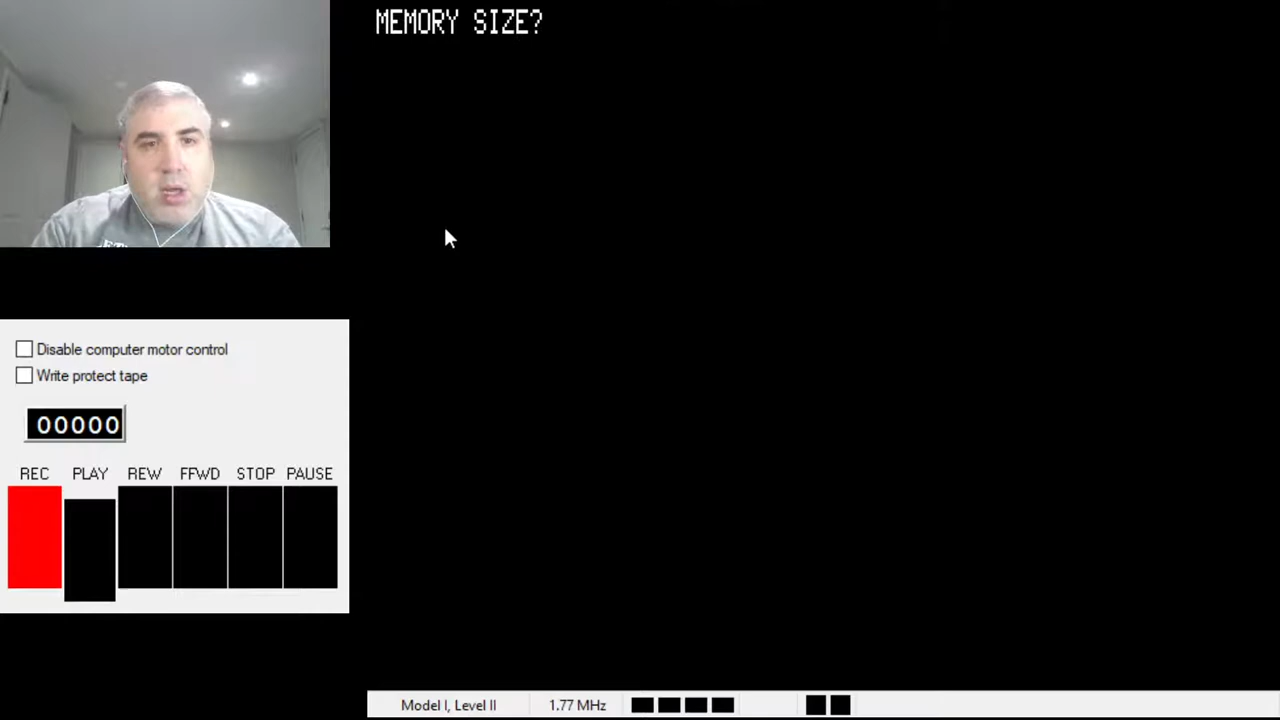 MEMORY SIZE?
Disable computer motor control
Write protect tape
00000
REC PLAY REW FFWD STOP PAUSE
Model I, Level II 1.77 MHz